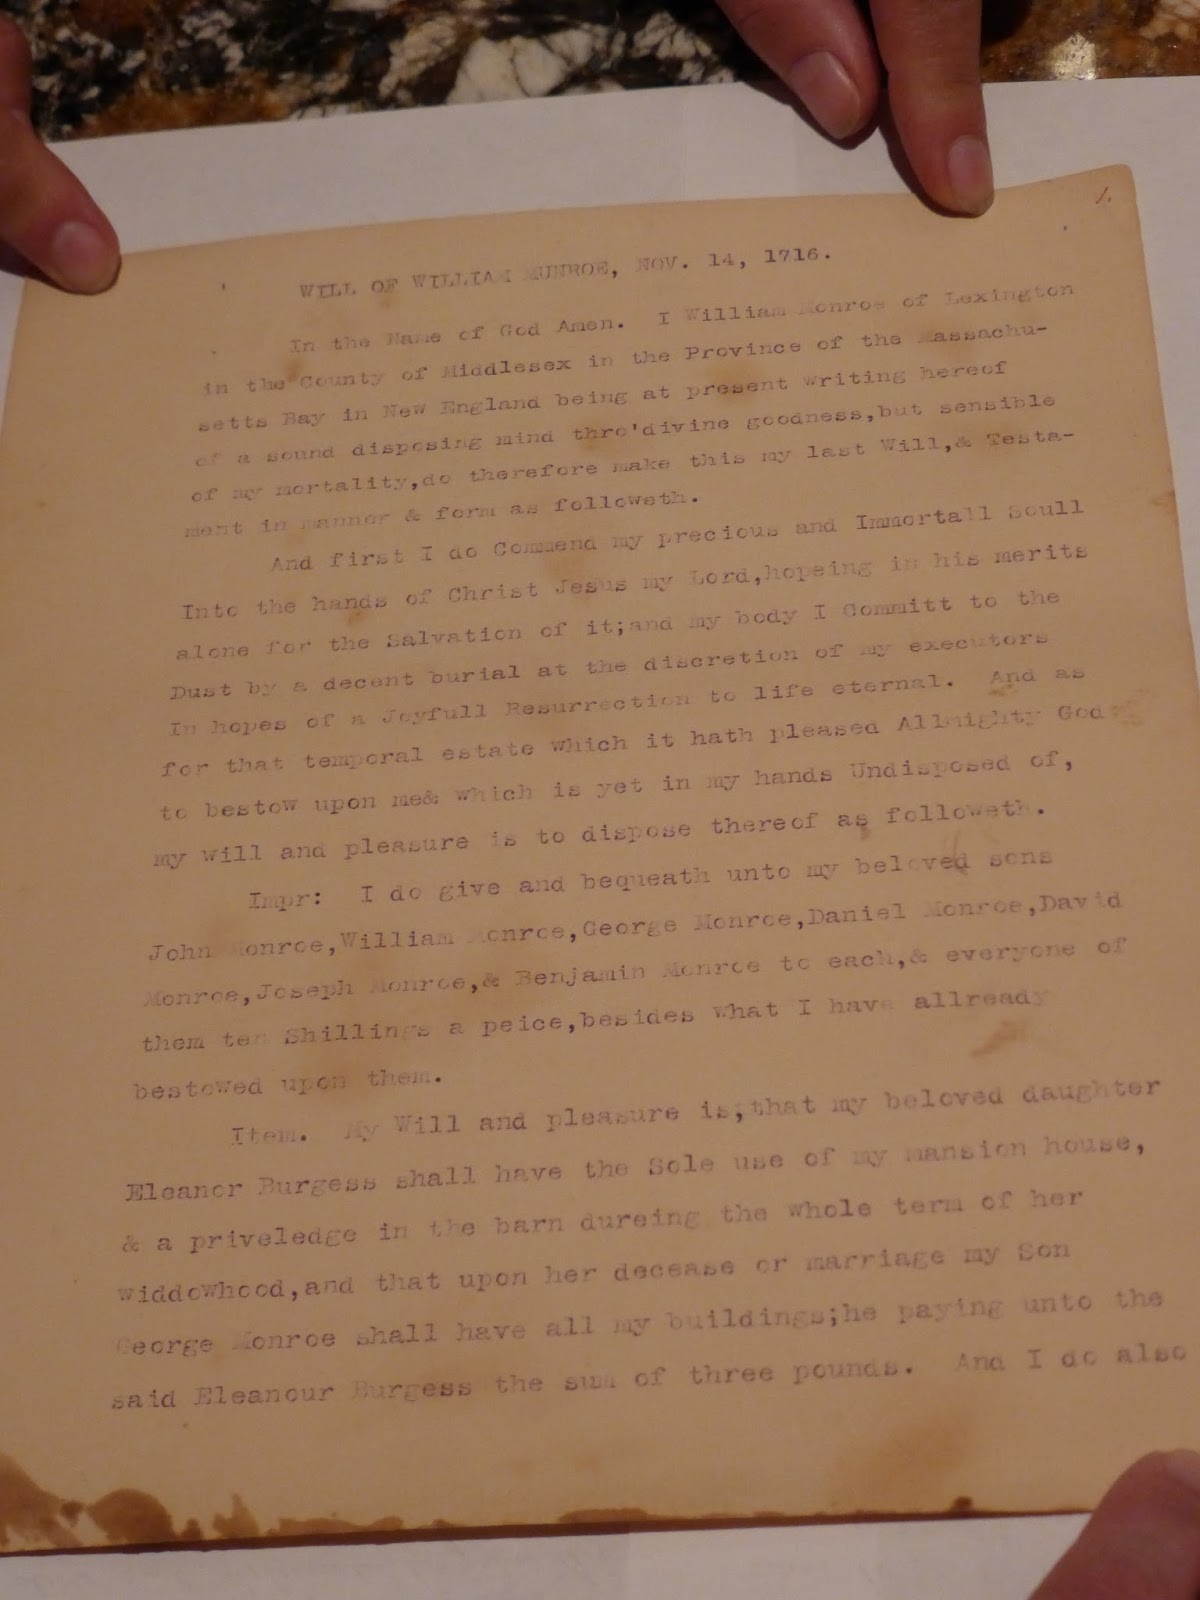 1.
WILL OF WILLIAM MUNROE, NOV. 14, 1716.
In the Name of God Amen. I William Monroe of Lexington
in the County of Middlesex in the Province of the Massachu-
setts Bay in New England being at present writing hereof
of a sound disposing mind thro'divine goodness,but sensible
of my mortality,do therefore make this my last Will,& Testa-
ment in manner & form as followeth.
And first I do Commend my precious and Immortall Soull
Into the hands of Christ Jesus my Lord,hopeing in his merits
alone for the Salvation of it;and my body I Committ to the
Dust by a decent burial at the discretion of my executors
In hopes of a Joyfull Resurrection to life eternal. And as
for that temporal estate which it hath pleased Allmighty God
to bestow upon me& which is yet in my hands Undisposed of,
my will and pleasure is to dispose thereof as followeth.
Impr: I do give and bequeath unto my beloved sons
John Monroe,William Monroe,George Monroe,Daniel Monroe,David
Monroe,Joseph Monroe,& Benjamin Monroe to each,& everyone of
them ten Shillings a peice,besides what I have allready
bestowed upon them.
Item. My Will and pleasure is,that my beloved daughter
Eleanor Burgess shall have the Sole use of my mansion house,
& a priveledge in the barn dureing the whole term of her
widdowhood,and that upon her decease or marriage my Son
George Monroe shall have all my buildings;he paying unto the
said Eleanour Burgess the sum of three pounds. And I do also